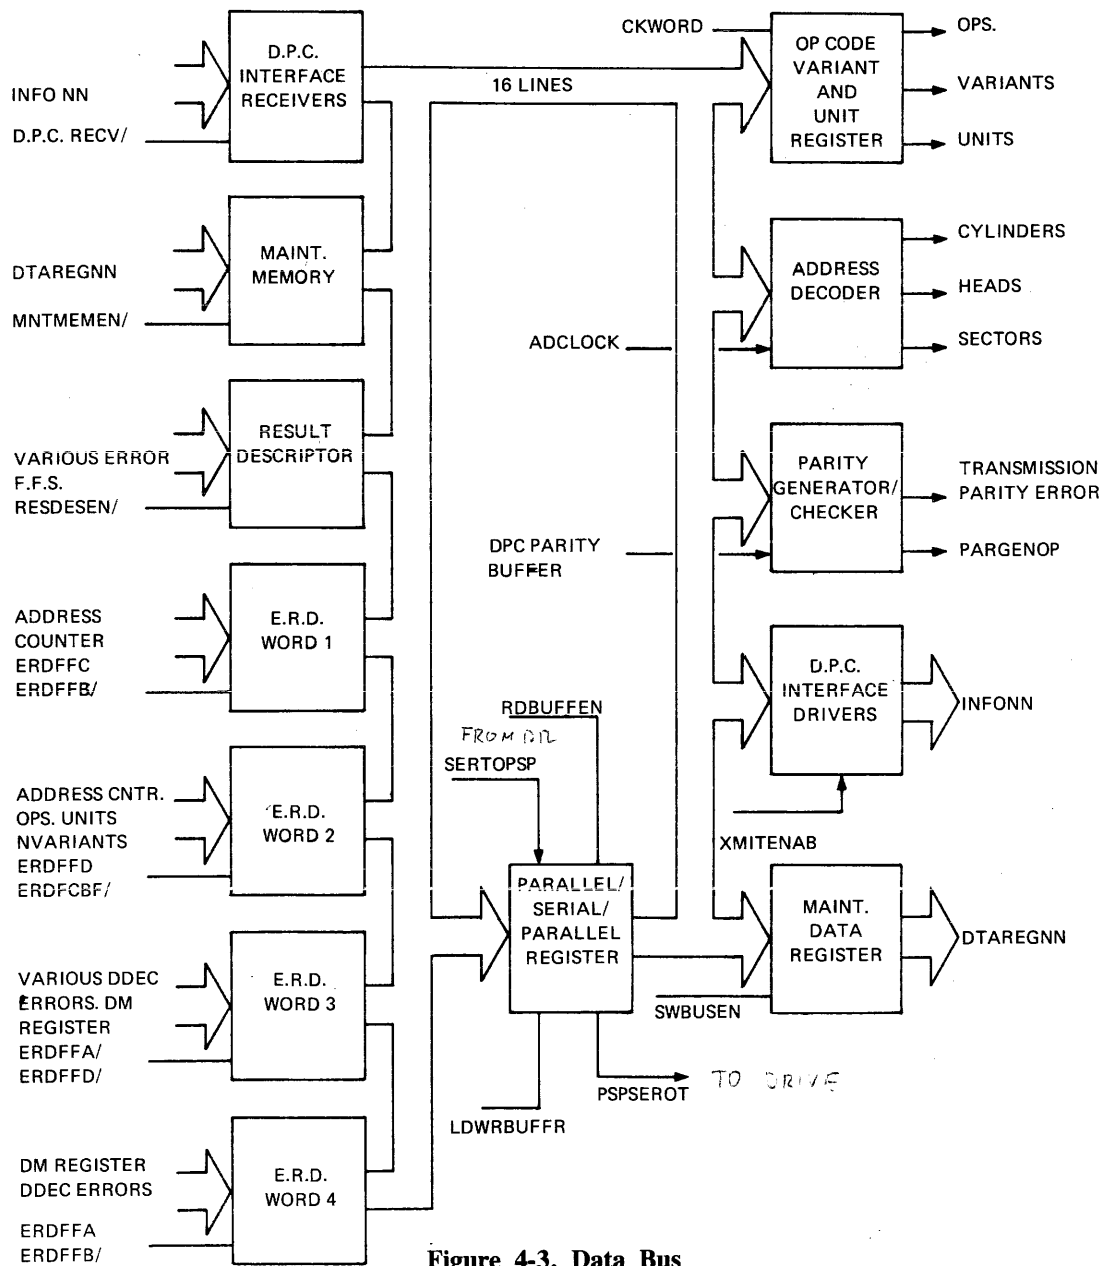 D.P.C.
INTERFACE
RECEIVERS
INFO NN
D.P.C. RECV/
MAINT.
MEMORY
DTAREGNN
MNTMEMEN/
RESULT
DESCRIPTOR
VARIOUS ERROR
F.F.S.
RESDESEN/
E.R.D.
WORD 1
ADDRESS
COUNTER
ERDFFC
ERDFFB/
E.R.D.
WORD 2
ADDRESS CNTR.
OPS. UNITS
NVARIANTS
ERDFFD
ERDFCBF/
E.R.D.
WORD 3
VARIOUS DDEC
ERRORS. DM
REGISTER
ERDFFA/
ERDFFD/
E.R.D.
WORD 4
DM REGISTER
DDEC ERRORS
ERDFFA
ERDFFB/
16 LINES
RDBUFFEN
FROM DR
SERTOPSP
PARALLEL/
SERIAL/
PARALLEL
REGISTER
LDWRBUFFR
PSPSEROT
TO DRIVE
CKWORD
OP CODE
VARIANT
AND
UNIT
REGISTER
OPS.
VARIANTS
UNITS
ADDRESS
DECODER
ADCLOCK
CYLINDERS
HEADS
SECTORS
PARITY
GENERATOR/
CHECKER
DPC PARITY
BUFFER
TRANSMISSION
PARITY ERROR
PARGENOP
D.P.C.
INTERFACE
DRIVERS
INFONN
XMITENAB
MAINT.
DATA
REGISTER
DTAREGNN
SWBUSEN
Figure 4-3. Data Bus